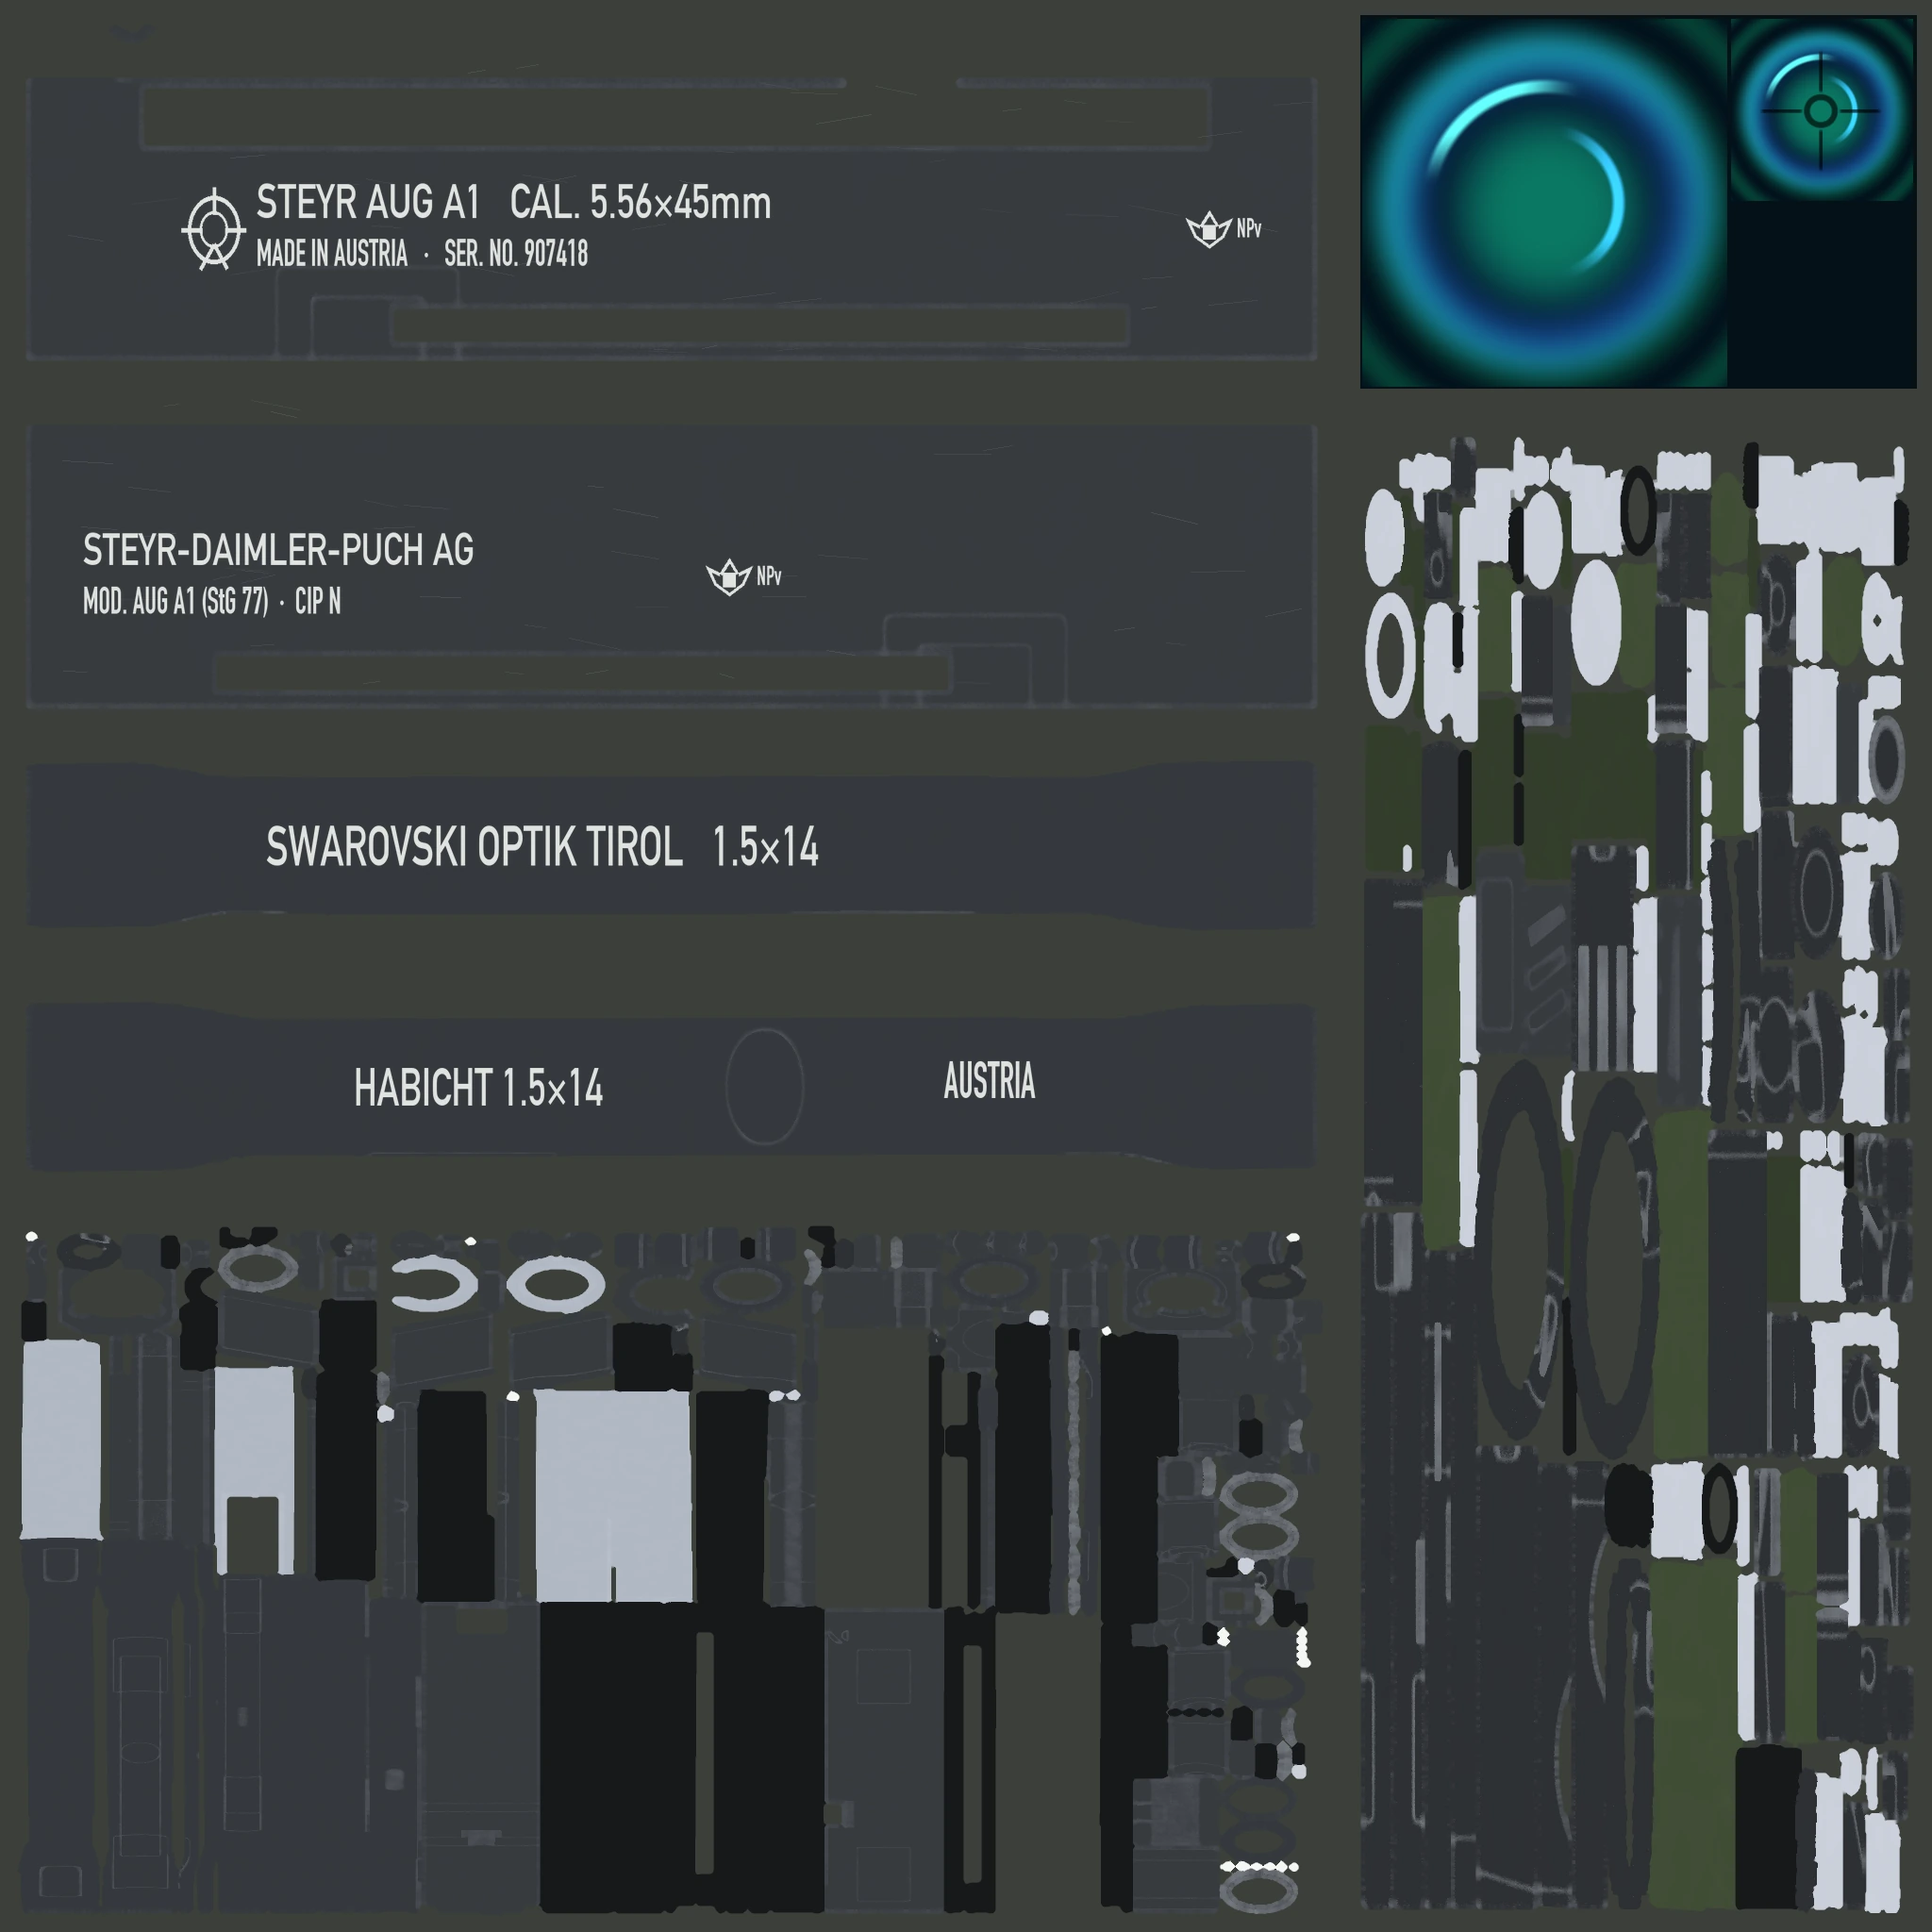 STEYR AUG A1 CAL. 5.56×45mm
MADE IN AUSTRIA · SER. NO. 907418
NPv
STEYR-DAIMLER-PUCH AG
MOD. AUG A1 (StG 77) · CIP N
NPv
SWAROVSKI OPTIK TIROL 1.5×14
HABICHT 1.5×14
AUSTRIA